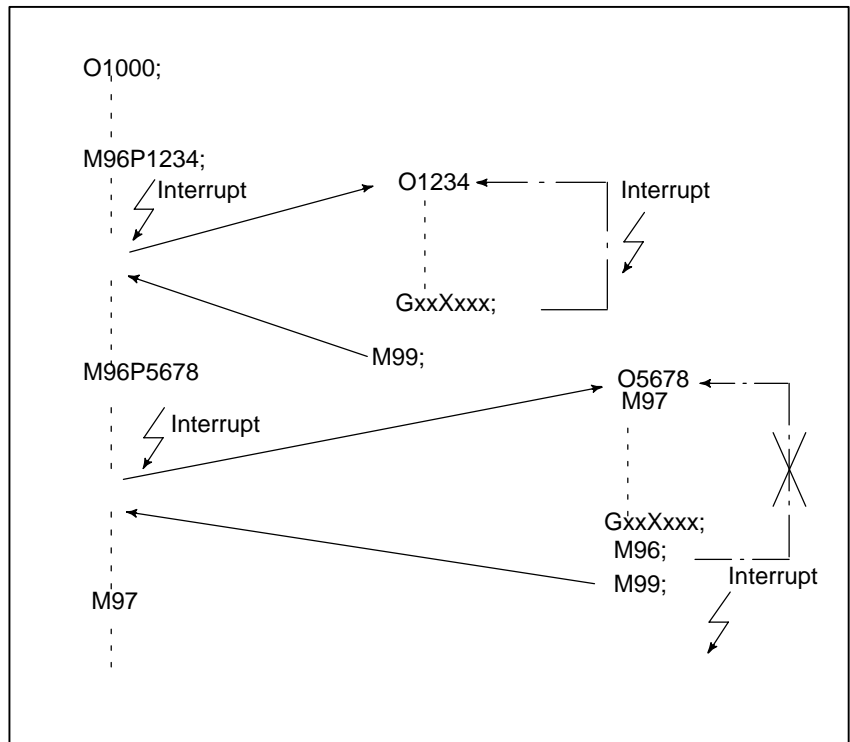 O1000;
M96P1234;
Interrupt
O1234
Interrupt
GxxXxxx;
M99;
M96P5678
Interrupt
O5678
M97
GxxXxxx;
M96;
M99;
Interrupt
M97